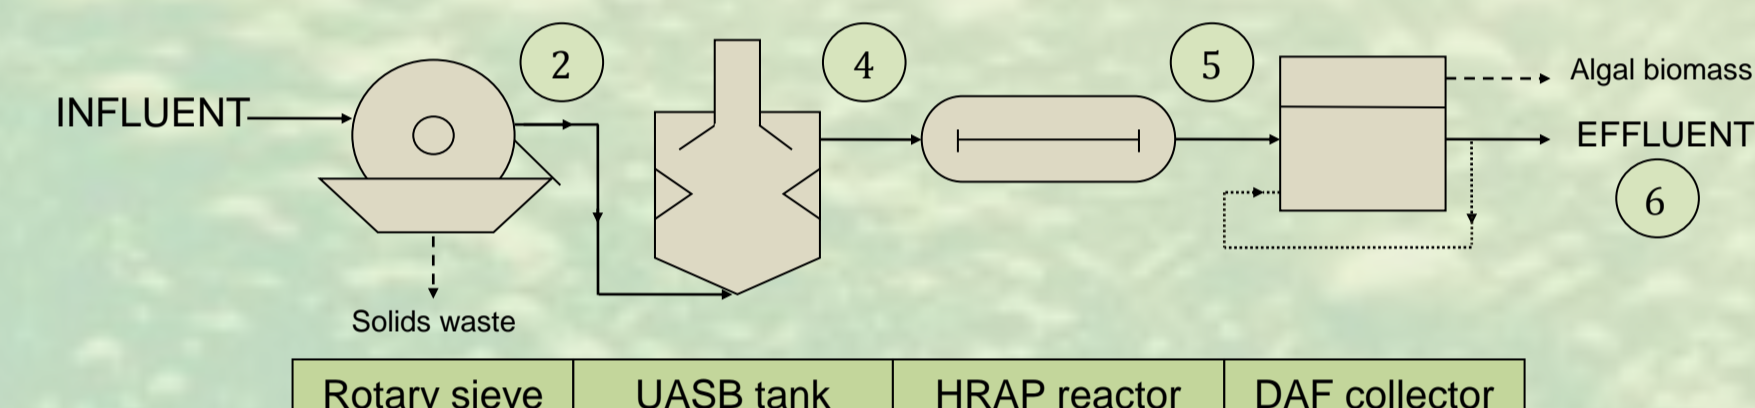 2
4
5
Algal biomass
INFLUENT
EFFLUENT
6
Solids waste
Rotary sieve
UASB tank
HRAP reactor
DAF collector